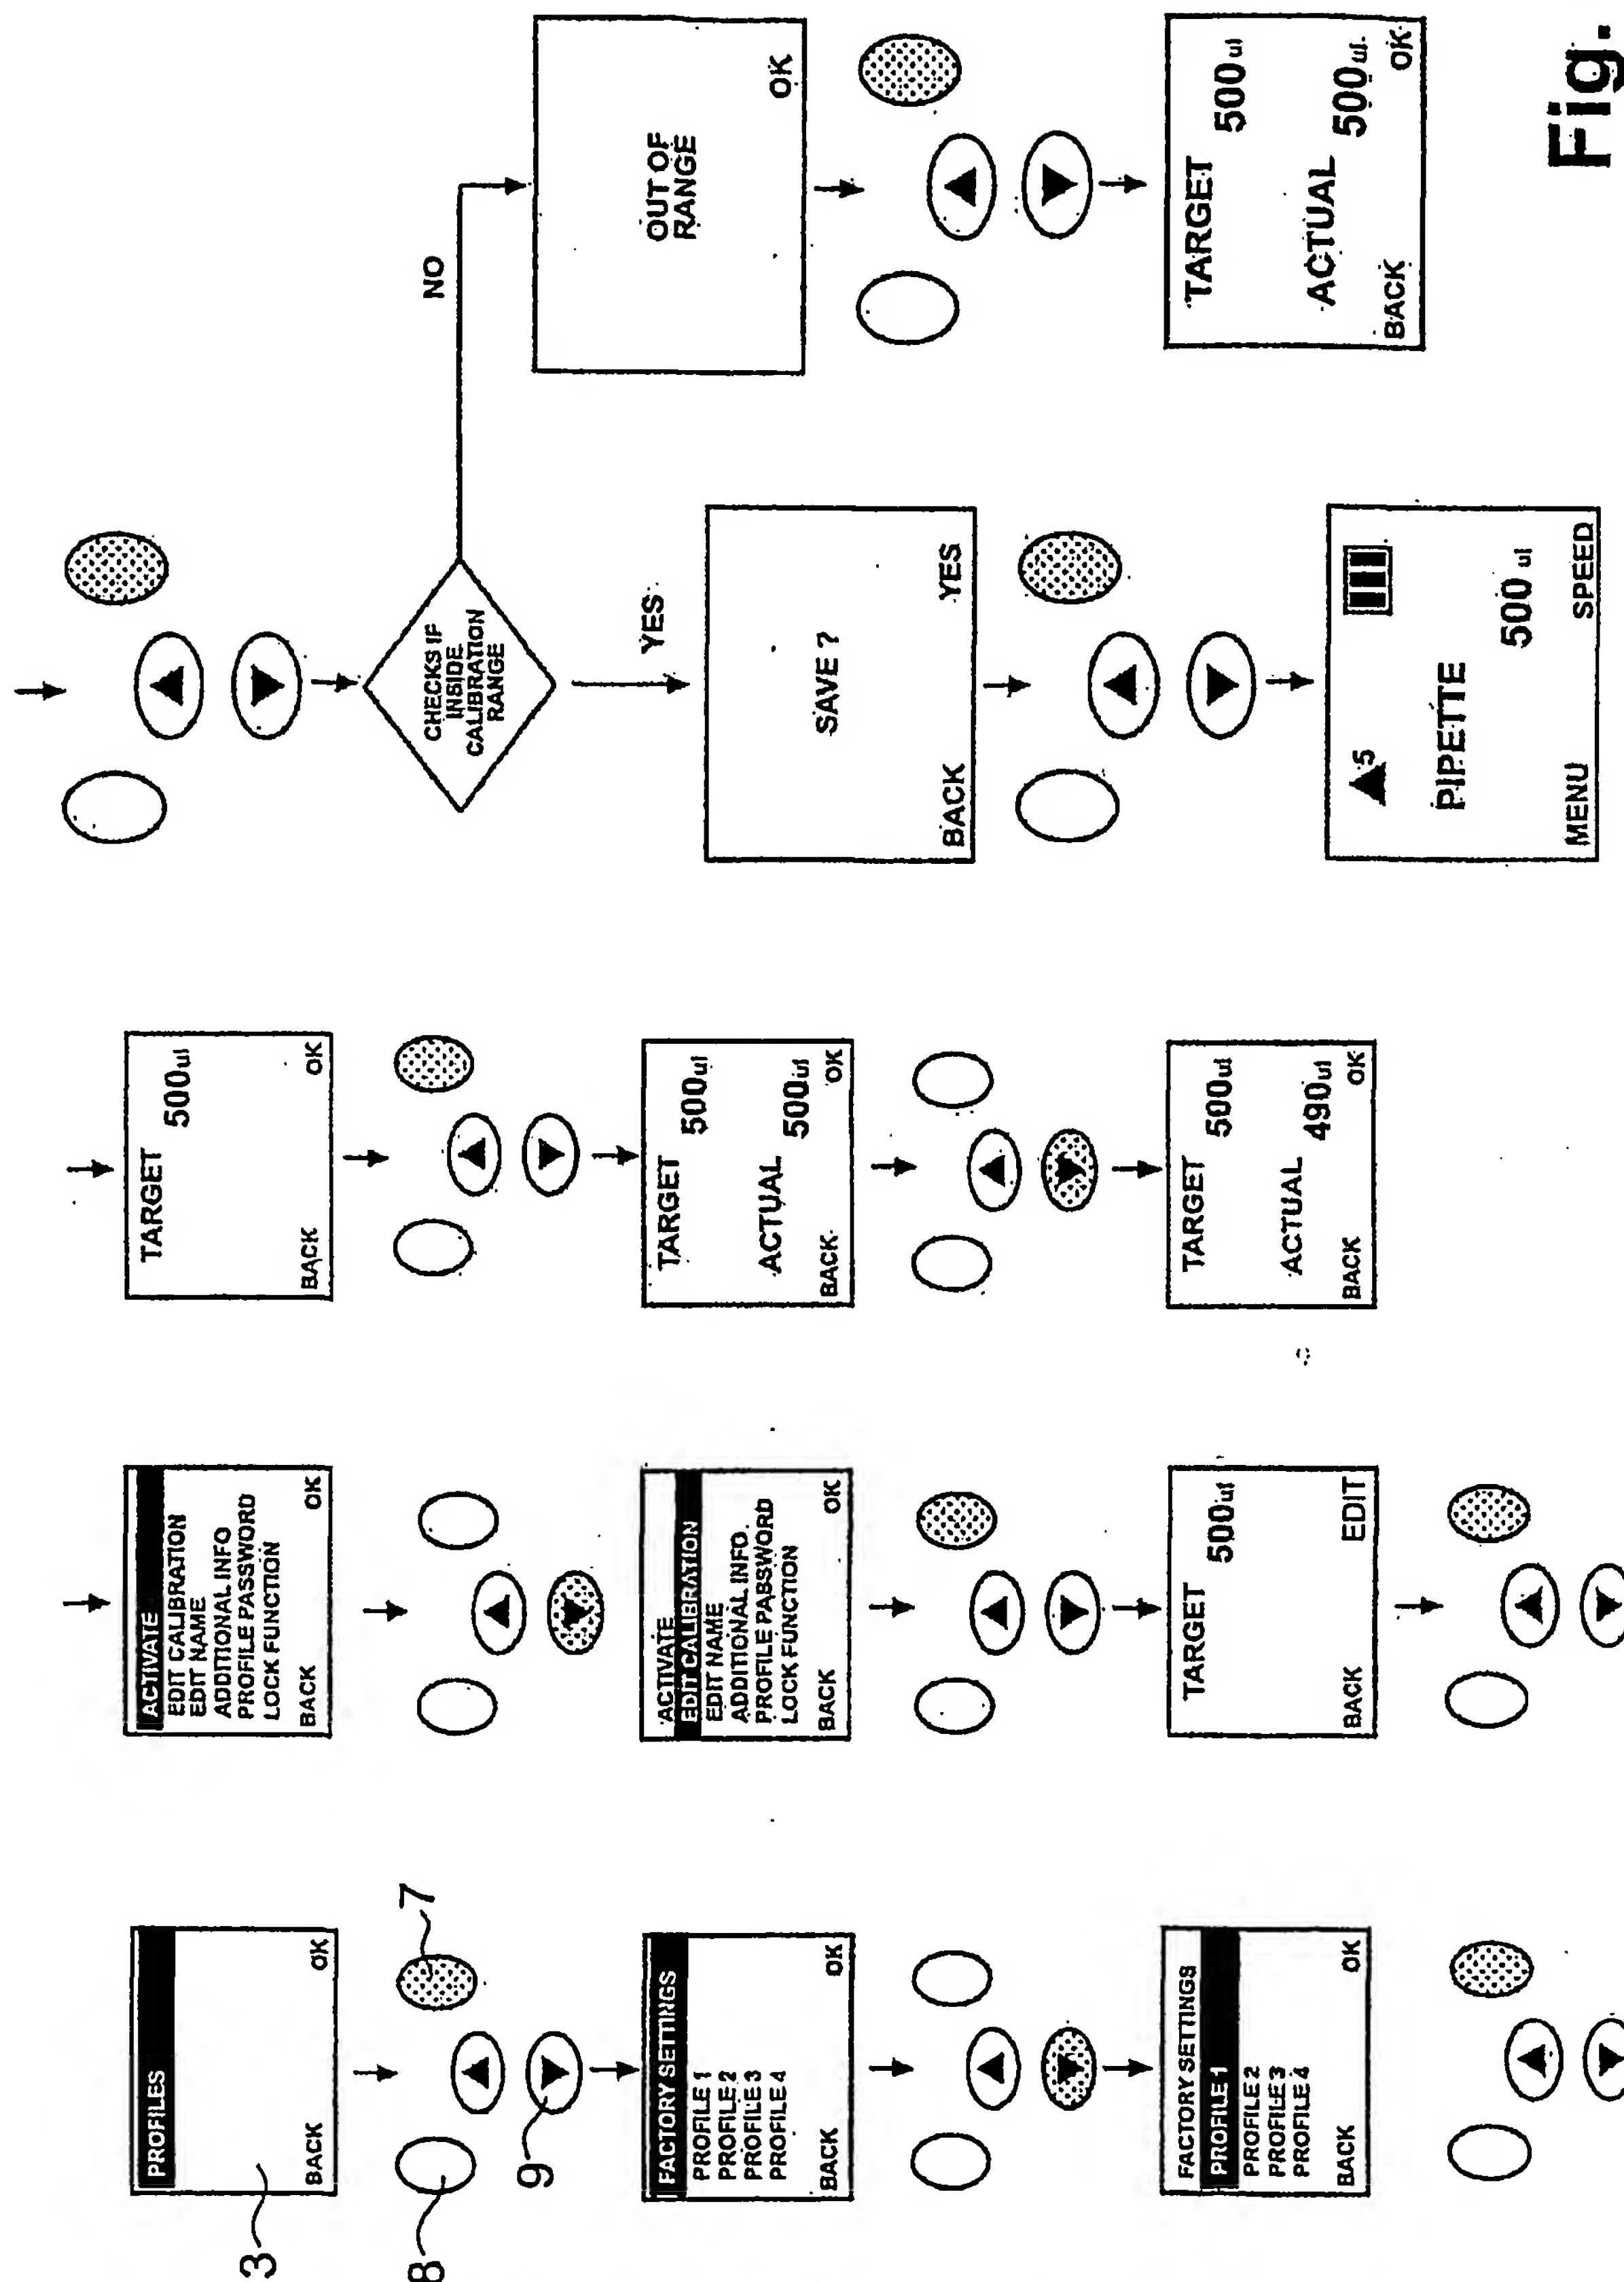 PROFILES
BACK OK
3
7
8
9
FACTORY SETTINGS
PROFILE 1
PROFILE 2
PROFILE 3
PROFILE 4
BACK OK
FACTORY SETTINGS
PROFILE 1
PROFILE 2
PROFILE 3
PROFILE 4
BACK OK
ACTIVATE
EDIT CALIBRATION
EDIT NAME
ADDITIONAL INFO
PROFILE PASSWORD
LOCK FUNCTION
BACK OK
ACTIVATE
EDIT CALIBRATION
EDIT NAME
ADDITIONAL INFO.
PROFILE PASSWORD
LOCK FUNCTION
BACK OK
TARGET
500ul
BACK EDIT
TARGET
500ul
BACK OK
TARGET
500ul
ACTUAL
500ul
BACK OK
TARGET
500ul
ACTUAL
490ul
BACK OK
CHECKS IF
INSIDE
CALIBRATION
RANGE
YES
NO
SAVE ?
BACK YES
5
PIPETTE
500 ul
MENU SPEED
OUT OF
RANGE
OK
TARGET
500 ul
ACTUAL
500 ul
BACK OK
Fig.